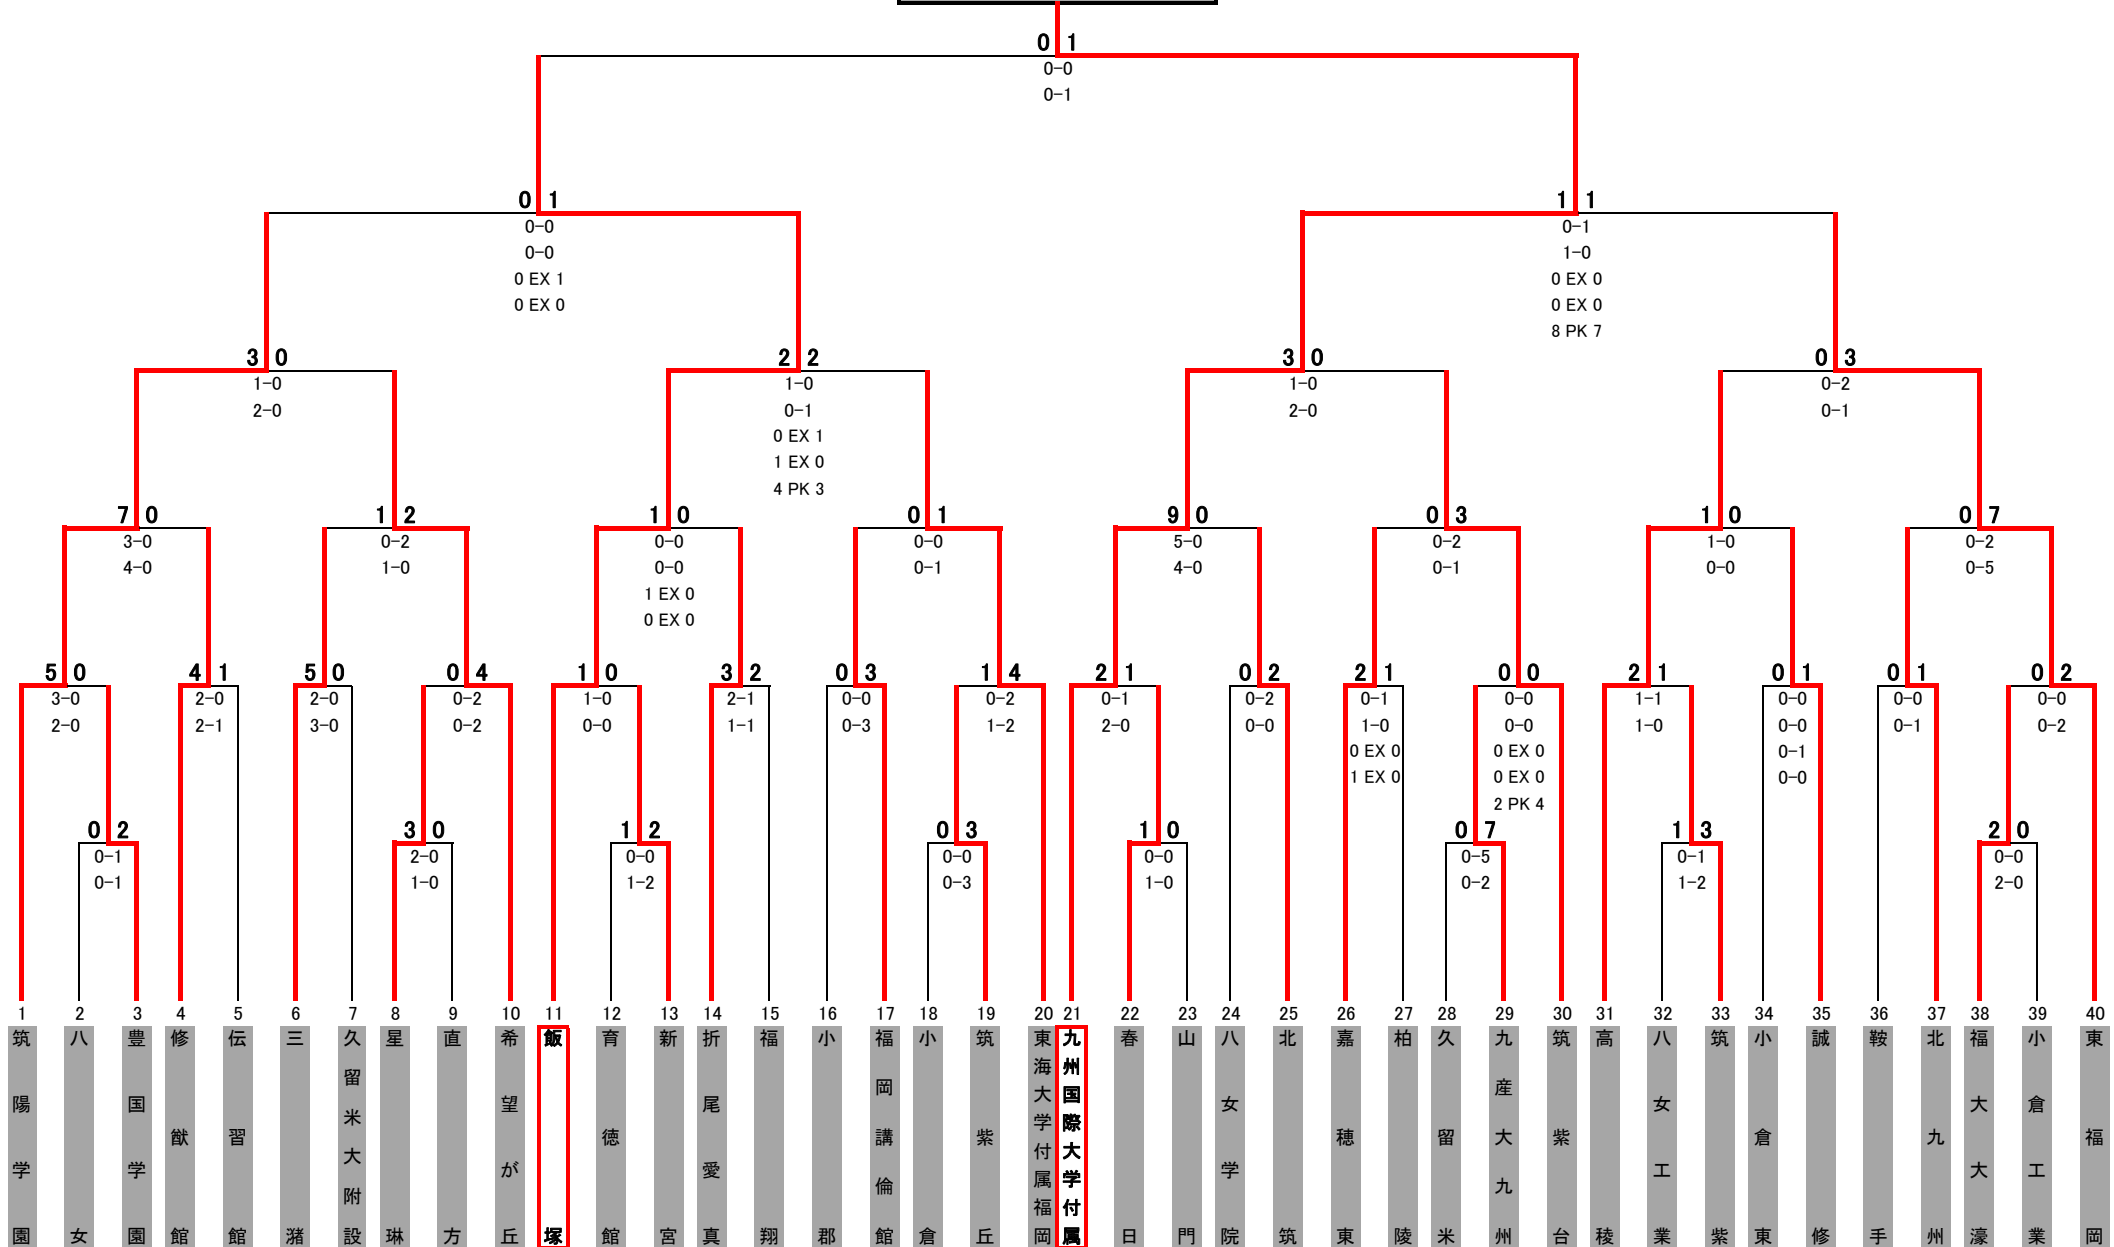 0 1
0-0
0-1
0 1
0-0
0-0
0 EX 1
0 EX 0
1 1
0-1
1-0
0 EX 0
0 EX 0
8 PK 7
3 0
1-0
2-0
2 2
1-0
0-1
0 EX 1
1 EX 0
4 PK 3
3 0
1-0
2-0
0 3
0-2
0-1
7 0
3-0
4-0
1 2
0-2
1-0
1 0
0-0
0-0
1 EX 0
0 EX 0
0 1
0-0
0-1
9 0
5-0
4-0
0 3
0-2
0-1
1 0
1-0
0-0
0 7
0-2
0-5
5 0
3-0
2-0
4 1
2-0
2-1
5 0
2-0
3-0
0 4
0-2
0-2
1 0
1-0
0-0
3 2
2-1
1-1
0 3
0-0
0-3
1 4
0-2
1-2
2 1
0-1
2-0
0 2
0-2
0-0
2 1
0-1
1-0
0 EX 0
1 EX 0
0 0
0-0
0-0
0 EX 0
0 EX 0
2 PK 4
2 1
1-1
1-0
0 1
0-0
0-0
0-1
0-0
0 1
0-0
0-1
0 2
0-0
0-2
0 2
0-1
0-1
3 0
2-0
1-0
1 2
0-0
1-2
0 3
0-0
0-3
1 0
0-0
1-0
0 7
0-5
0-2
1 3
0-1
1-2
2 0
0-0
2-0
1 筑陽学園
2 八女
3 豊国学園
4 修猷館
5 伝習館
6 三潴
7 久留米大附設
8 星琳
9 直方
10 希望が丘
11 飯塚
12 育徳館
13 新宮
14 折尾愛真
15 福翔
16 小郡
17 福岡講倫館
18 小倉
19 筑紫丘
20 東海大学付属福岡
21 九州国際大学付属
22 春日
23 山門
24 八女学院
25 北筑
26 嘉穂東
27 柏陵
28 久留米
29 九産大九州
30 筑紫台
31 高稜
32 八女工業
33 筑紫
34 小倉東
35 誠修
36 鞍手
37 北九州
38 福大大濠
39 小倉工業
40 東福岡